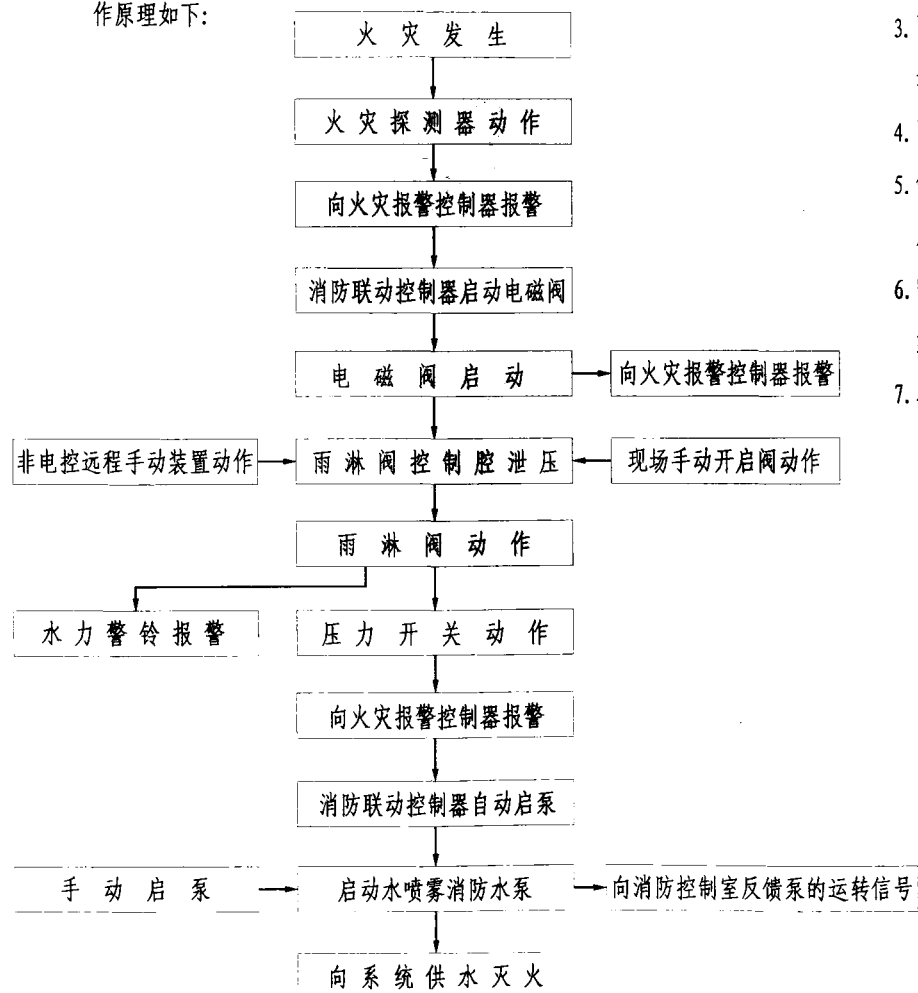 作原理如下:
火灾发生
3.
火灾探测器动作
4.
向火灾报警控制器报警
5.
消防联动控制器启动电磁阀
6.
电磁阀启动
向火灾报警控制器报警
7.
非电控远程手动装置动作
雨淋阀控制腔泄压
现场手动开启阀动作
雨淋阀动作
水力警铃报警
压力开关动作
向火灾报警控制器报警
消防联动控制器自动启泵
手动启泵
启动水喷雾消防水泵
向消防控制室反馈泵的运转信号
向系统供水灭火